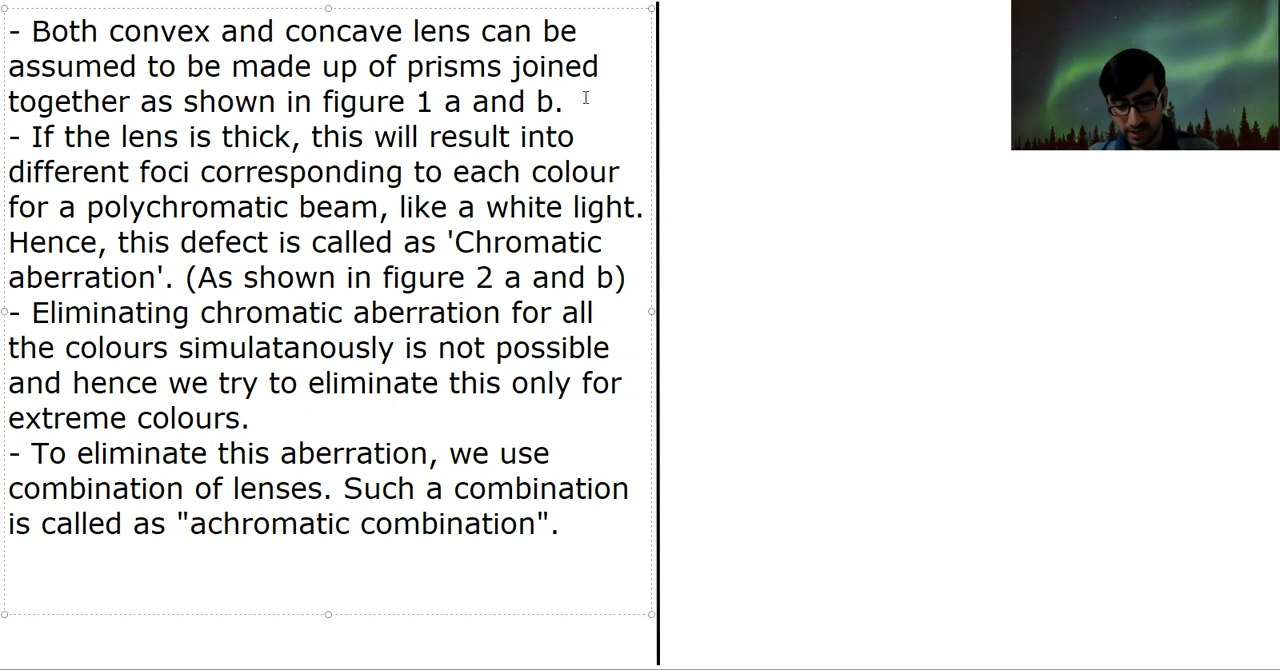 - Both convex and concave lens can be
assumed to be made up of prisms joined
together as shown in figure 1 a and b.
- If the lens is thick, this will result into
different foci corresponding to each colour
for a polychromatic beam, like a white light.
Hence, this defect is called as 'Chromatic
aberration'. (As shown in figure 2 a and b)
- Eliminating chromatic aberration for all
the colours simulatanously is not possible
and hence we try to eliminate this only for
extreme colours.
- To eliminate this aberration, we use
combination of lenses. Such a combination
is called as "achromatic combination".